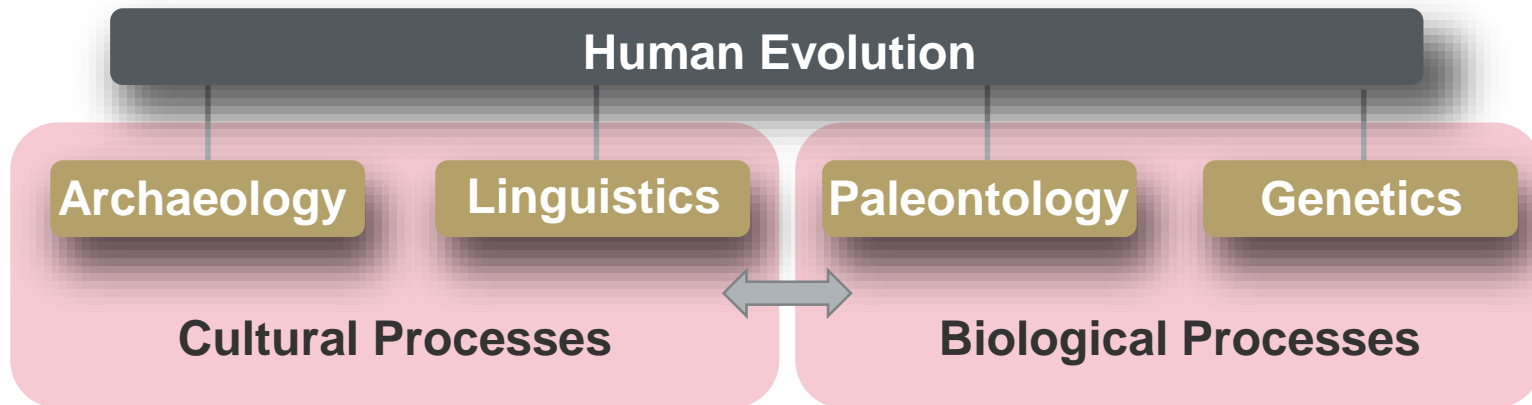 Human Evolution
Archaeology
Linguistics
Paleontology
Genetics
Cultural Processes
Biological Processes